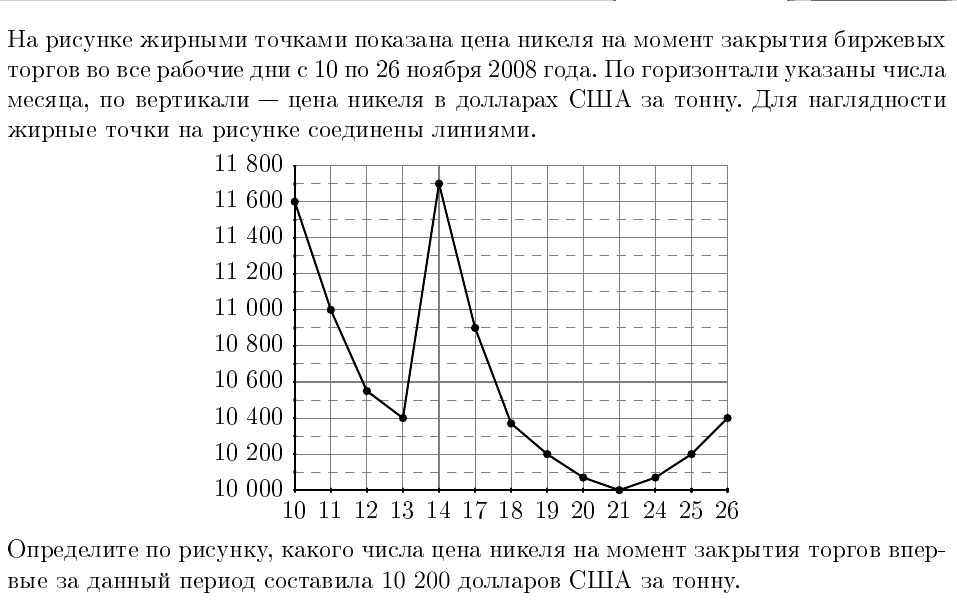 На рисунке жирными точками показана цена никеля на момент закрытия биржевых
торгов во все рабочие дни с 10 по 26 ноября 2008 года. По горизонтали указаны числа
месяца, по вертикали — цена никеля в долларах США за тонну. Для наглядности
жирные точки на рисунке соединены линиями.
11 800
11 600
11 400
11 200
11 000
10 800
10 600
10 400
10 200
10 000
10 11 12 13 14 17 18 19 20 21 24 25 26
Определите по рисунку, какого числа цена никеля на момент закрытия торгов впер-
вые за данный период составила 10 200 долларов США за тонну.